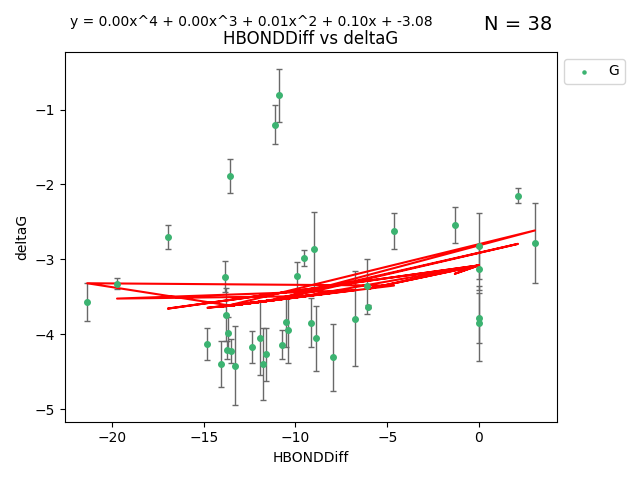 y = 0.00x^4 + 0.00x^3 + 0.01x^2 + 0.10x + -3.08
N = 38
HBONDDiff vs deltaG
G
−1
−2
−3
−4
−5
deltaG
−20 −15 −10 −5 0
HBONDDiff